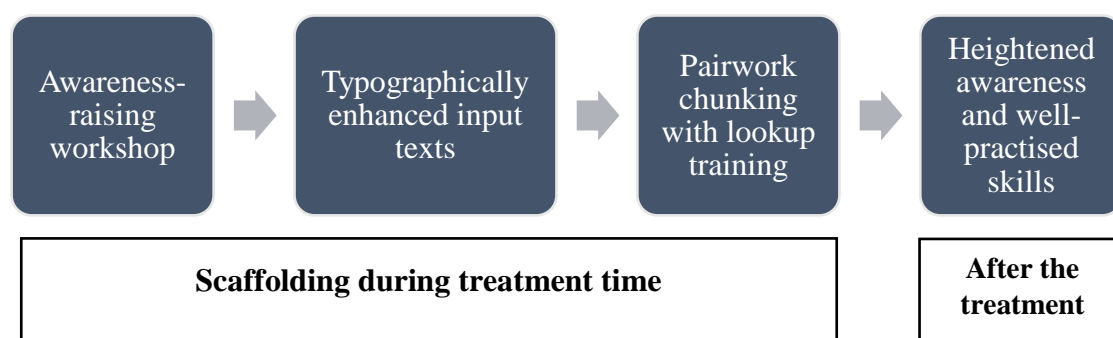 Awareness-
raising
workshop
Typographically
enhanced input
texts
Pairwork
chunking
with lookup
training
Heightened
awareness
and well-
practised
skills
Scaffolding during treatment time
After the
treatment